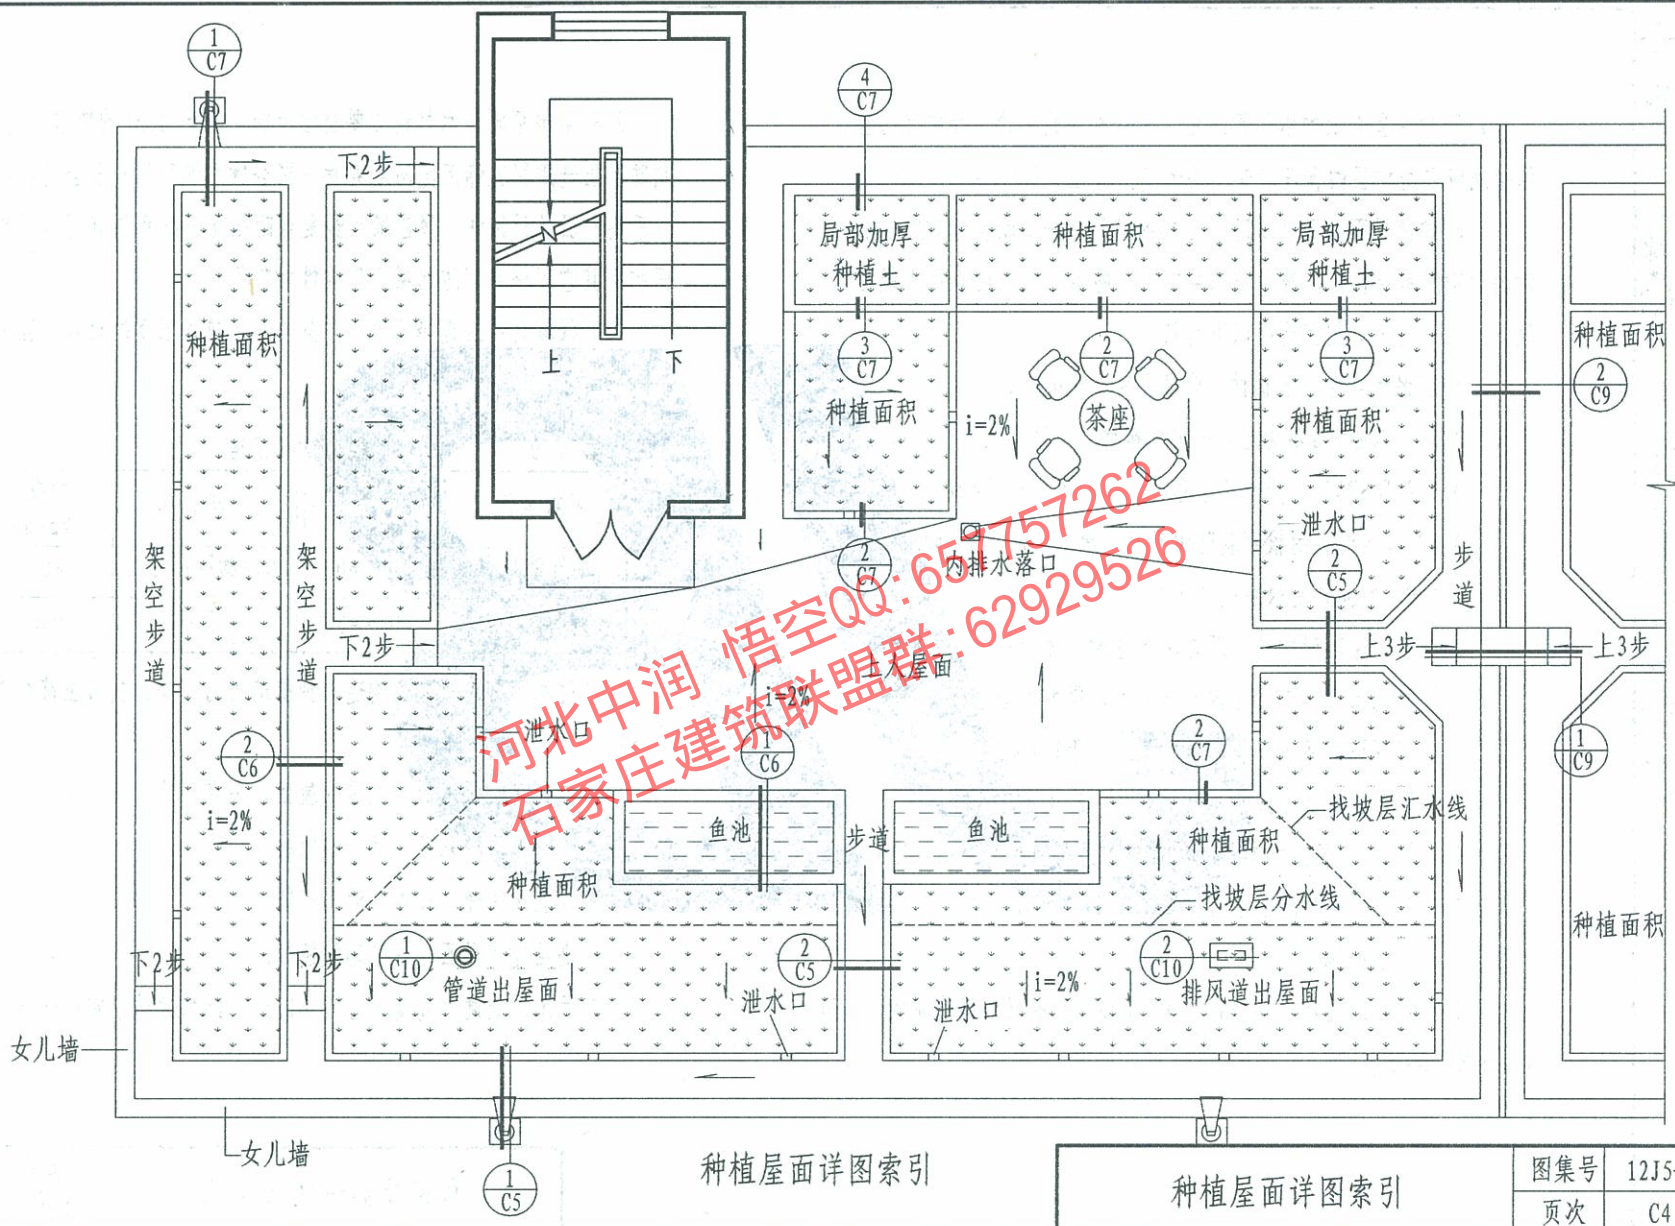 1
C7
4
C7
下2步
局部加厚
种植土
种植面积
局部加厚
种植土
种植面积
种植面积
上
下
3
C7
2
C7
3
C7
2
C9
种植面积
i=2%
茶座
种植面积
架空步道
架空步道
泄水口
2
C5
2
C7
内排水落口
步道
下2步
上3步
上3步
上人屋面
i=2%
泄水口
2
C6
1
C6
2
C7
1
C9
i=2%
鱼池
步道
鱼池
种植面积
找坡层汇水线
种植面积
找坡层分水线
种植面积
下2步
下2步
1
C10
管道出屋面
2
C5
泄水口
泄水口
i=2%
2
C10
排风道出屋面
女儿墙
女儿墙
1
C5
种植屋面详图索引
种植屋面详图索引
图集号
12J5-
页次
C4
河北中润 悟空QQ:657757262
石家庄建筑联盟群:62929526